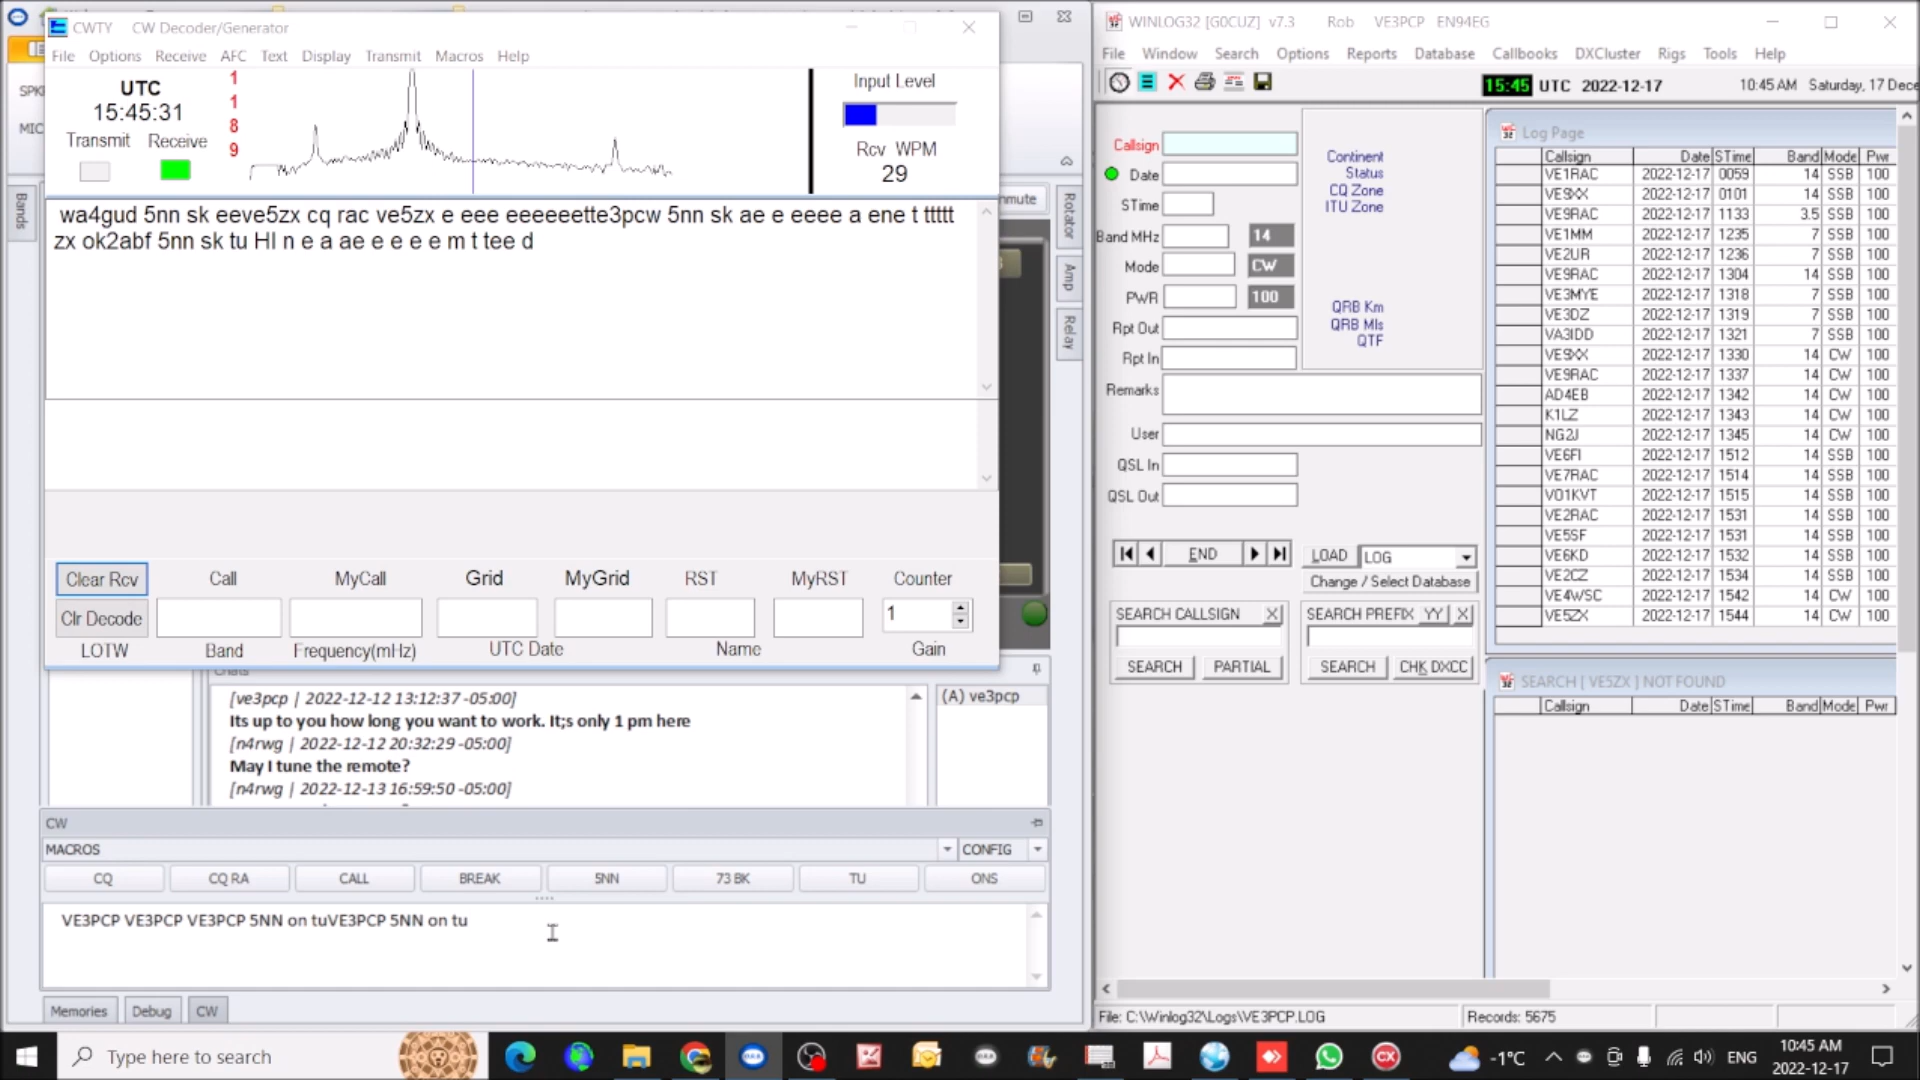 CWTY CW Decoder/Generator
File Options Receive AFC Text Display Transmit Macros Help
UTC
15:45:31
Transmit Receive
1
1
8
9
Input Level
Rcv WPM
29
SPK
MIC
Bands
wa4gud 5nn sk eeve5zx cq rac ve5zx e eee eeeeeette3pcw 5nn sk ae e eeee a ene t ttttt
zx ok2abf 5nn sk tu HI n e a ae e e e e m t tee d
mute
Rotator
Amp
Relay
Clear Rcv Call MyCall Grid MyGrid RST MyRST Counter
Clr Decode 1
LOTW Band Frequency(mHz) UTC Date Name Gain
Chats
[ve3pcp | 2022-12-12 13:12:37 -05:00]
Its up to you how long you want to work. It;s only 1 pm here
[n4rwg | 2022-12-12 20:32:29 -05:00]
May I tune the remote?
[n4rwg | 2022-12-13 16:59:50 -05:00]
(A) ve3pcp
CW
MACROS CONFIG
CQ CQ RA CALL BREAK 5NN 73 BK TU ONS
VE3PCP VE3PCP VE3PCP 5NN on tuVE3PCP 5NN on tu
Memories Debug CW
WINLOG32 [G0CUZ] v7.3 Rob VE3PCP EN94EG
File Window Search Options Reports Database Callbooks DXCluster Rigs Tools Help
15:45 UTC 2022-12-17 10:45 AM Saturday, 17 Dece
Callsign
Date
STime
Band MHz 14
Mode CW
PWR 100
Rpt Out
Rpt In
Remarks
User
QSL In
QSL Out
Continent
Status
CQ Zone
ITU Zone
QRB Km
QRB Mls
QTF
END LOAD LOG
Change / Select Database
SEARCH CALLSIGN X SEARCH PREFIX YY X
SEARCH PARTIAL SEARCH CHK DXCC
Log Page
Callsign Date STime Band Mode Pwr
VE1RAC 2022-12-17 0059 14 SSB 100
VE9XX 2022-12-17 0101 14 SSB 100
VE9RAC 2022-12-17 1133 3.5 SSB 100
VE1MM 2022-12-17 1235 7 SSB 100
VE2UR 2022-12-17 1236 7 SSB 100
VE9RAC 2022-12-17 1304 14 SSB 100
VE3MYE 2022-12-17 1318 7 SSB 100
VE3DZ 2022-12-17 1319 7 SSB 100
VA3IDD 2022-12-17 1321 7 SSB 100
VE9XX 2022-12-17 1330 14 CW 100
VE9RAC 2022-12-17 1337 14 CW 100
AD4EB 2022-12-17 1342 14 CW 100
K1LZ 2022-12-17 1343 14 CW 100
NG2J 2022-12-17 1345 14 CW 100
VE6FI 2022-12-17 1512 14 SSB 100
VE7RAC 2022-12-17 1514 14 SSB 100
VO1KVT 2022-12-17 1515 14 SSB 100
VE2RAC 2022-12-17 1531 14 SSB 100
VE5SF 2022-12-17 1531 14 SSB 100
VE6KD 2022-12-17 1532 14 SSB 100
VE2CZ 2022-12-17 1534 14 SSB 100
VE4WSC 2022-12-17 1542 14 CW 100
VE5ZX 2022-12-17 1544 14 CW 100
SEARCH [ VE5ZX ] NOT FOUND
Callsign Date STime Band Mode Pwr
File: C:\Winlog32\Logs\VE3PCP.LOG Records: 5675
Type here to search
-1°C
ENG
10:45 AM
2022-12-17